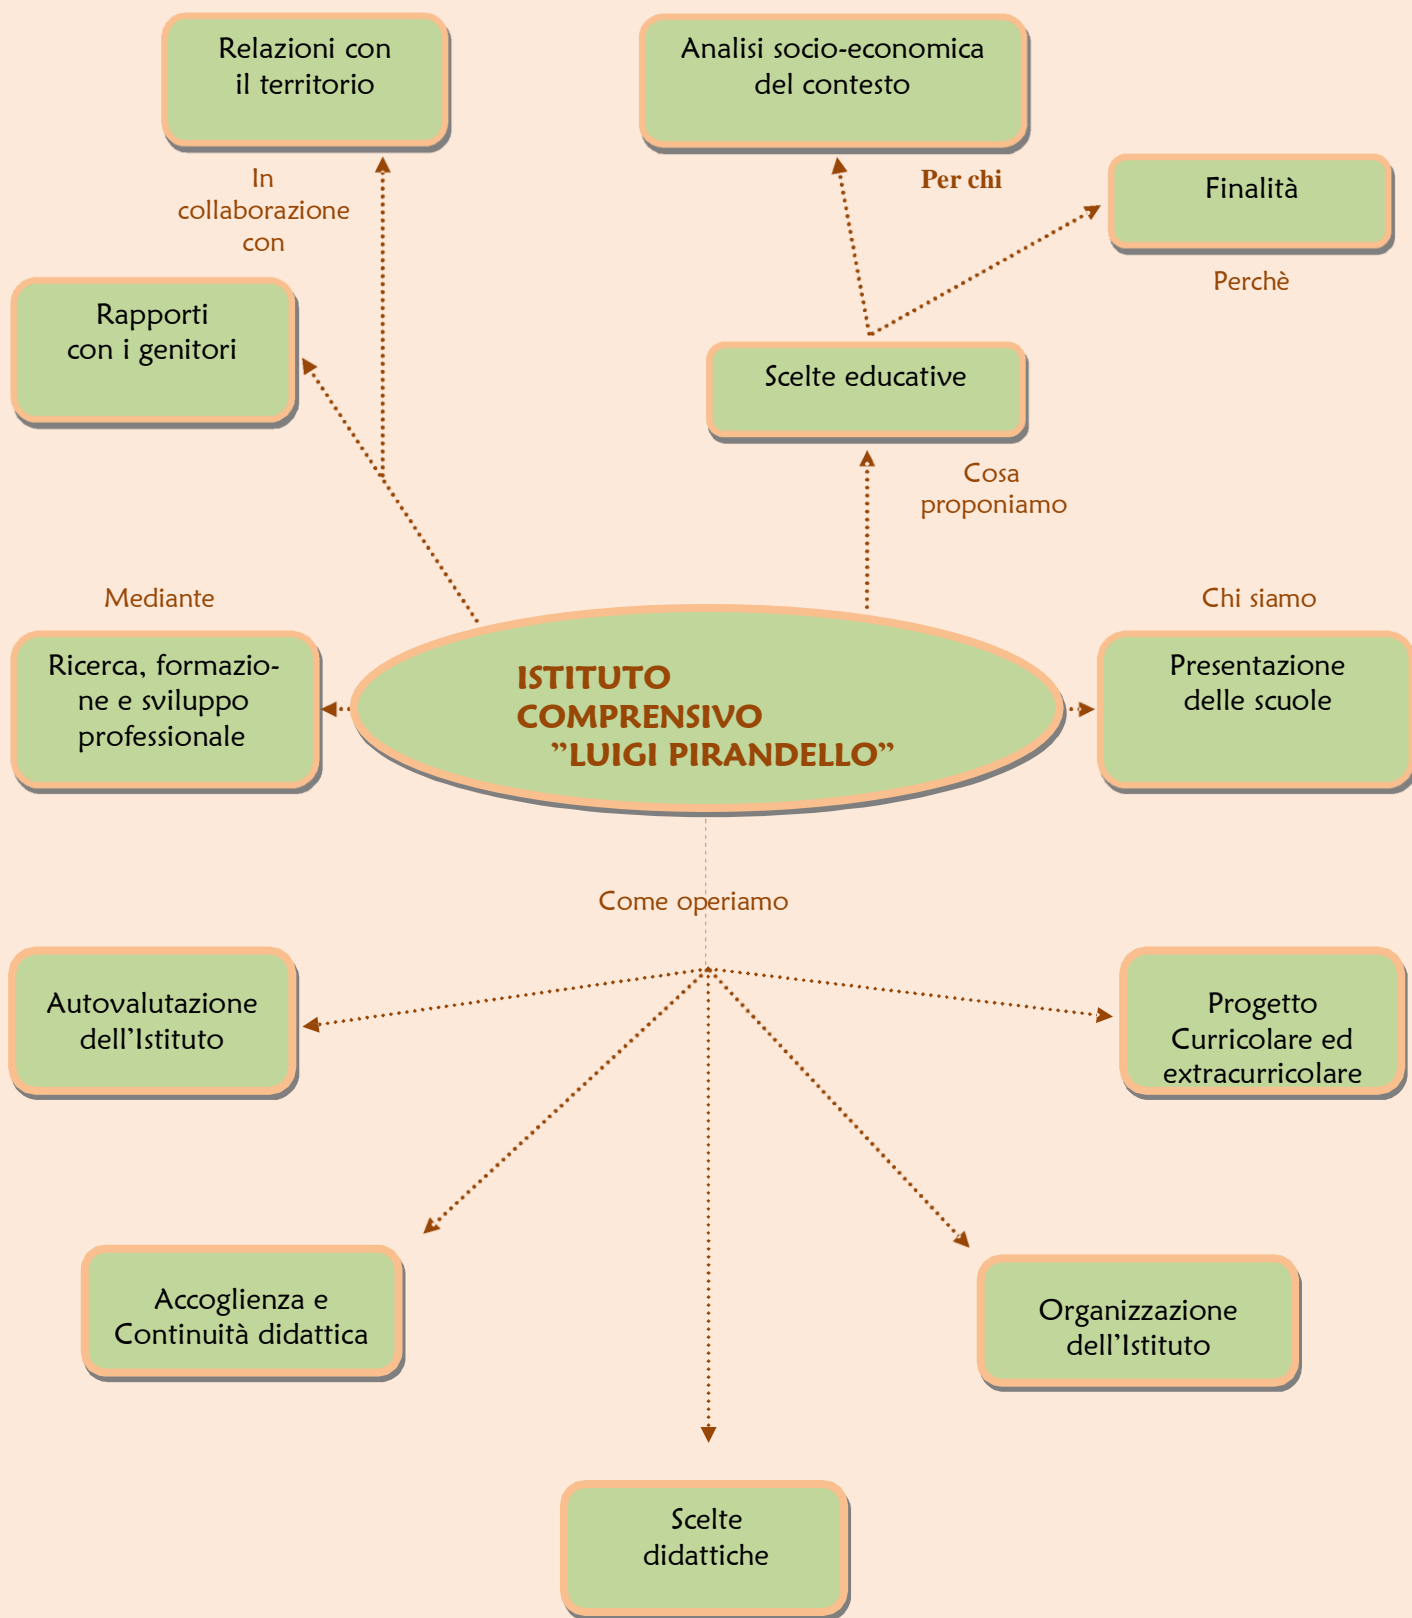 Relazioni con
il territorio
Analisi socio-economica
del contesto
In
collaborazione
con
Per chi
Finalità
Perchè
Rapporti
con i genitori
Scelte educative
Cosa
proponiamo
Mediante
Chi siamo
Ricerca, formazio-
ne e sviluppo
professionale
ISTITUTO
COMPRENSIVO
”LUIGI PIRANDELLO”
Presentazione
delle scuole
Come operiamo
Autovalutazione
dell’Istituto
Progetto
Curricolare ed
extracurricolare
Accoglienza e
Continuità didattica
Organizzazione
dell’Istituto
Scelte
didattiche